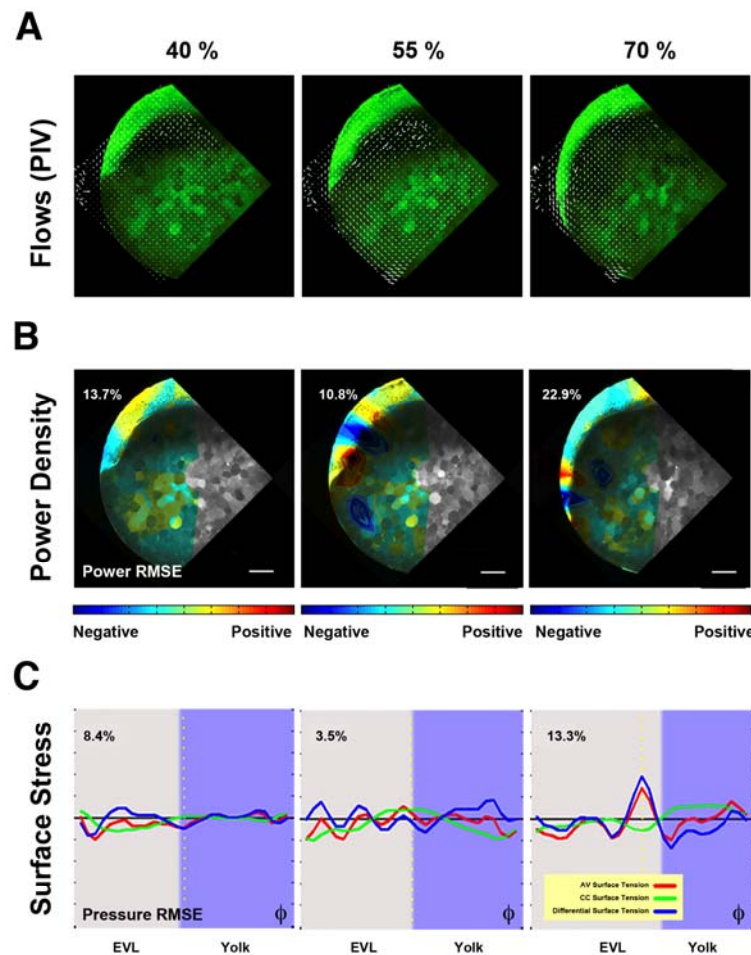 A
40 %
55 %
70 %
Flows (PIV)
B
13.7%
10.8%
22.9%
Power Density
Power RMSE
Negative
Positive
Negative
Positive
Negative
Positive
C
8.4%
3.5%
13.3%
Surface Stress
AV Surface Tension
CC Surface Tension
Differential Surface Tension
Pressure RMSE
ϕ
ϕ
ϕ
EVL
Yolk
EVL
Yolk
EVL
Yolk